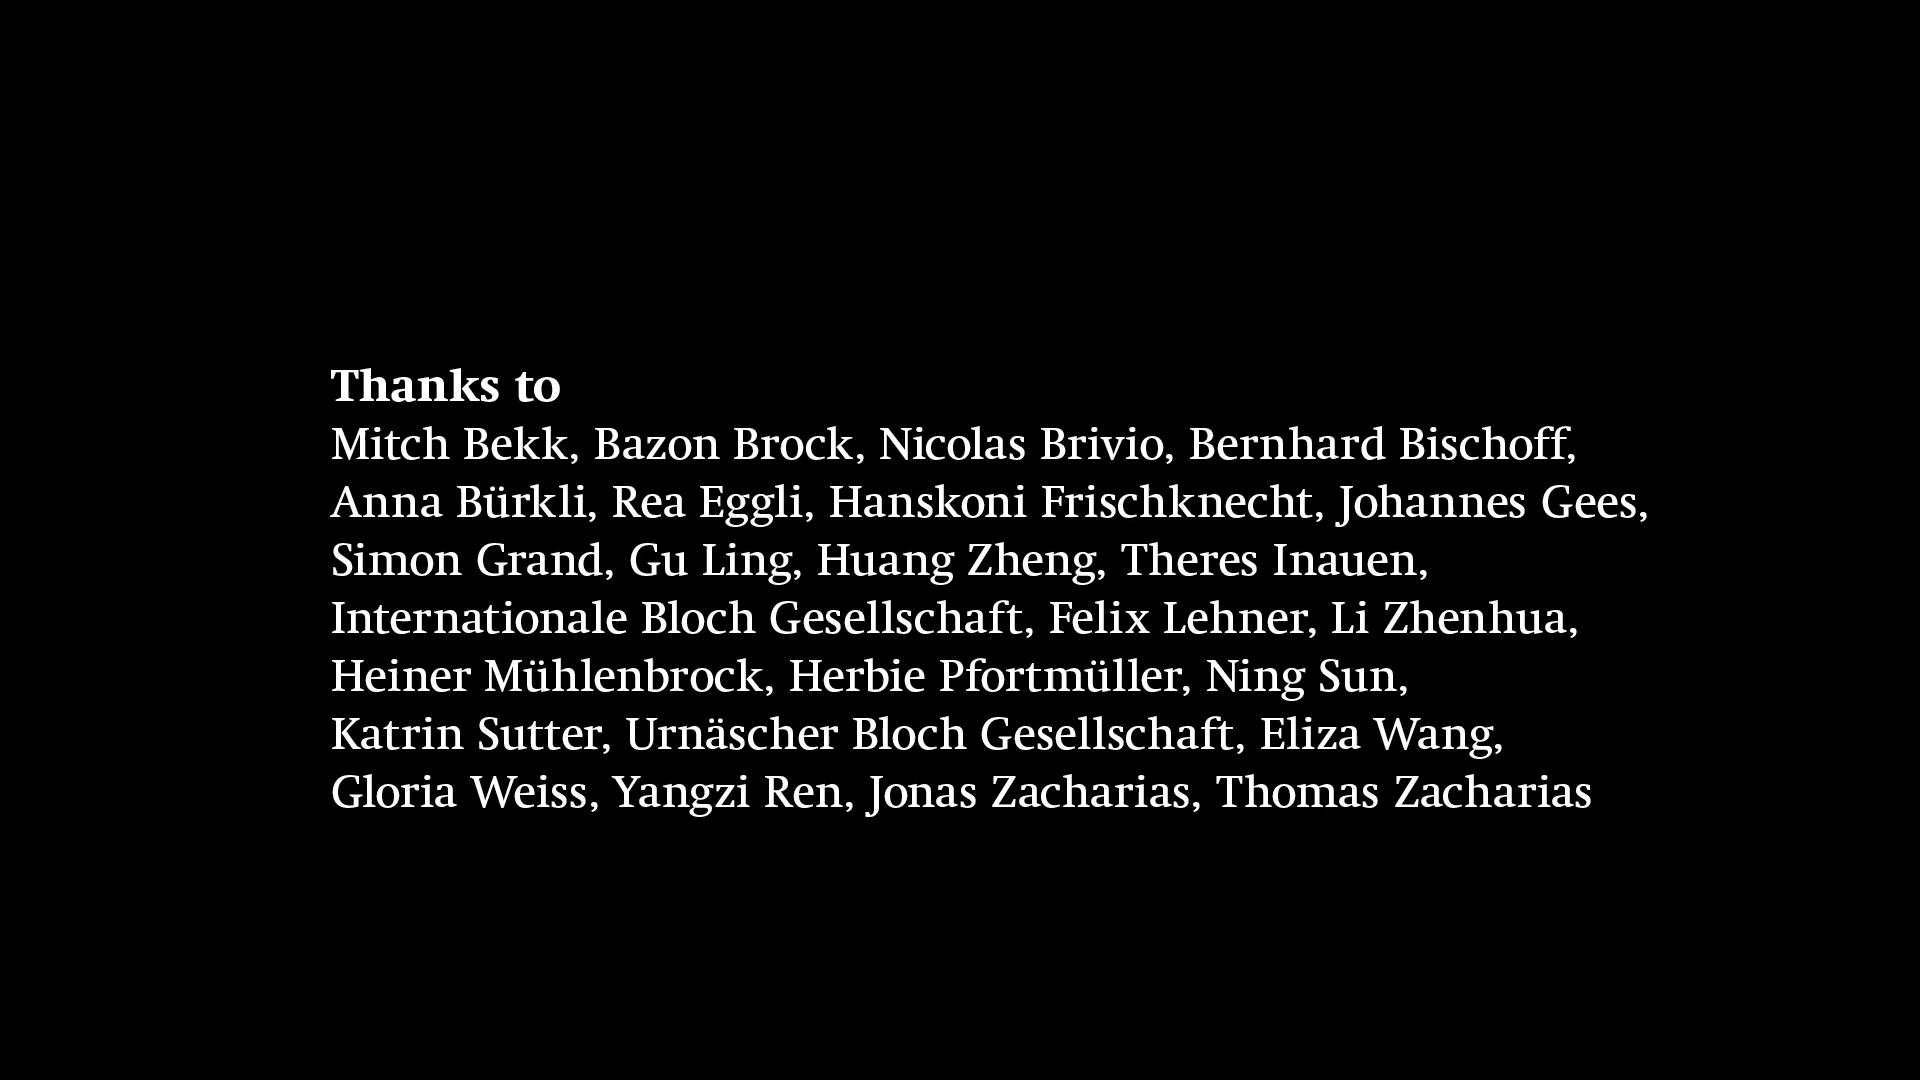 Thanks to
Mitch Bekk, Bazon Brock, Nicolas Brivio, Bernhard Bischoff,
Anna Bürkli, Rea Eggli, Hanskoni Frischknecht, Johannes Gees,
Simon Grand, Gu Ling, Huang Zheng, Theres Inauen,
Internationale Bloch Gesellschaft, Felix Lehner, Li Zhenhua,
Heiner Mühlenbrock, Herbie Pfortmüller, Ning Sun,
Katrin Sutter, Urnäscher Bloch Gesellschaft, Eliza Wang,
Gloria Weiss, Yangzi Ren, Jonas Zacharias, Thomas Zacharias